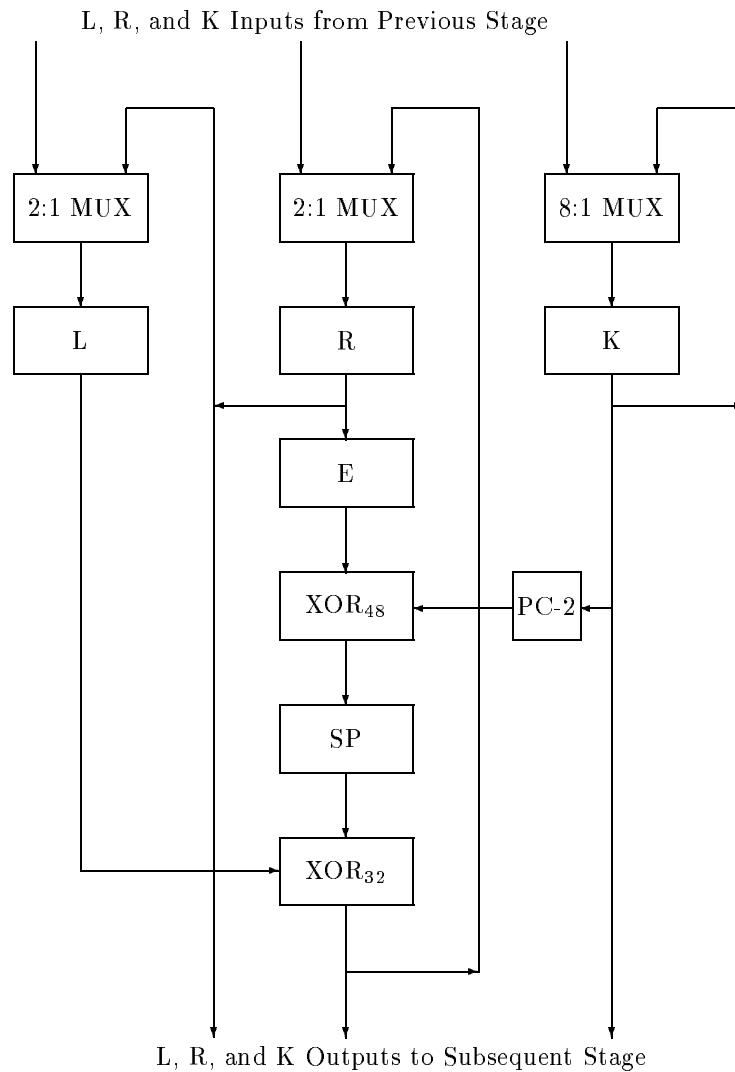 L, R, and K Inputs from Previous Stage
2:1 MUX
2:1 MUX
8:1 MUX
L
R
K
E
XOR₄₈
PC-2
SP
XOR₃₂
L, R, and K Outputs to Subsequent Stage